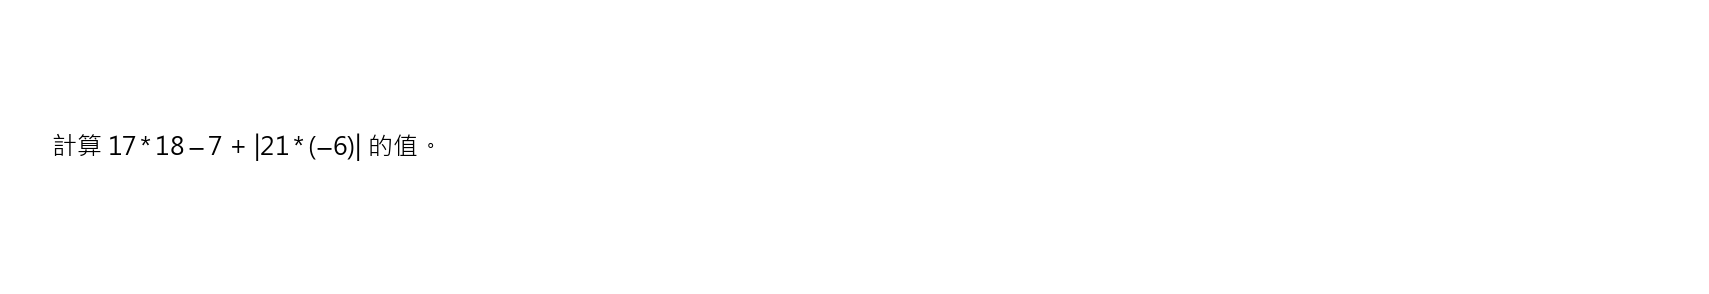 計算 17*18–7 + |21*(–6)| 的值。